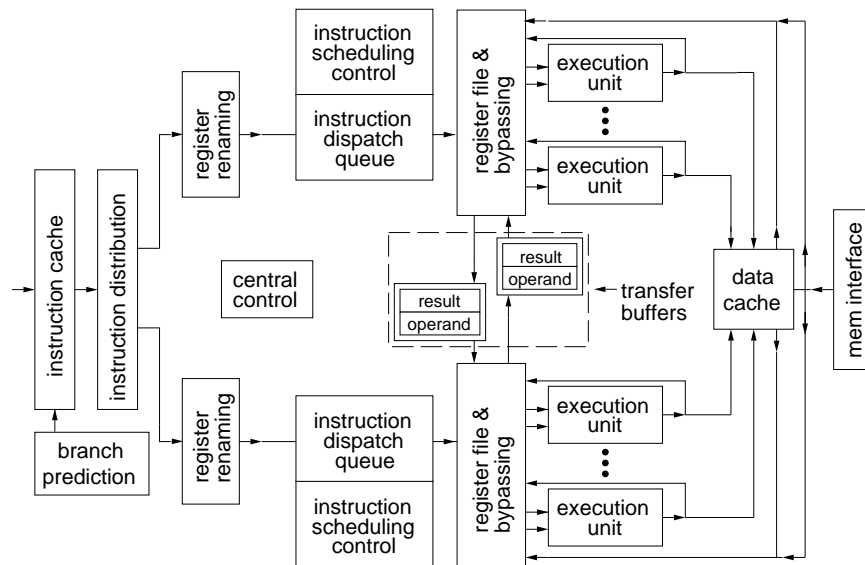 instruction
scheduling
control
instruction
dispatch
queue
register
renaming
register file &
bypassing
execution
unit
execution
unit
instruction cache
instruction distribution
central
control
result
operand
result
operand
transfer
buffers
data
cache
mem interface
branch
prediction
register
renaming
instruction
dispatch
queue
instruction
scheduling
control
register file &
bypassing
execution
unit
execution
unit